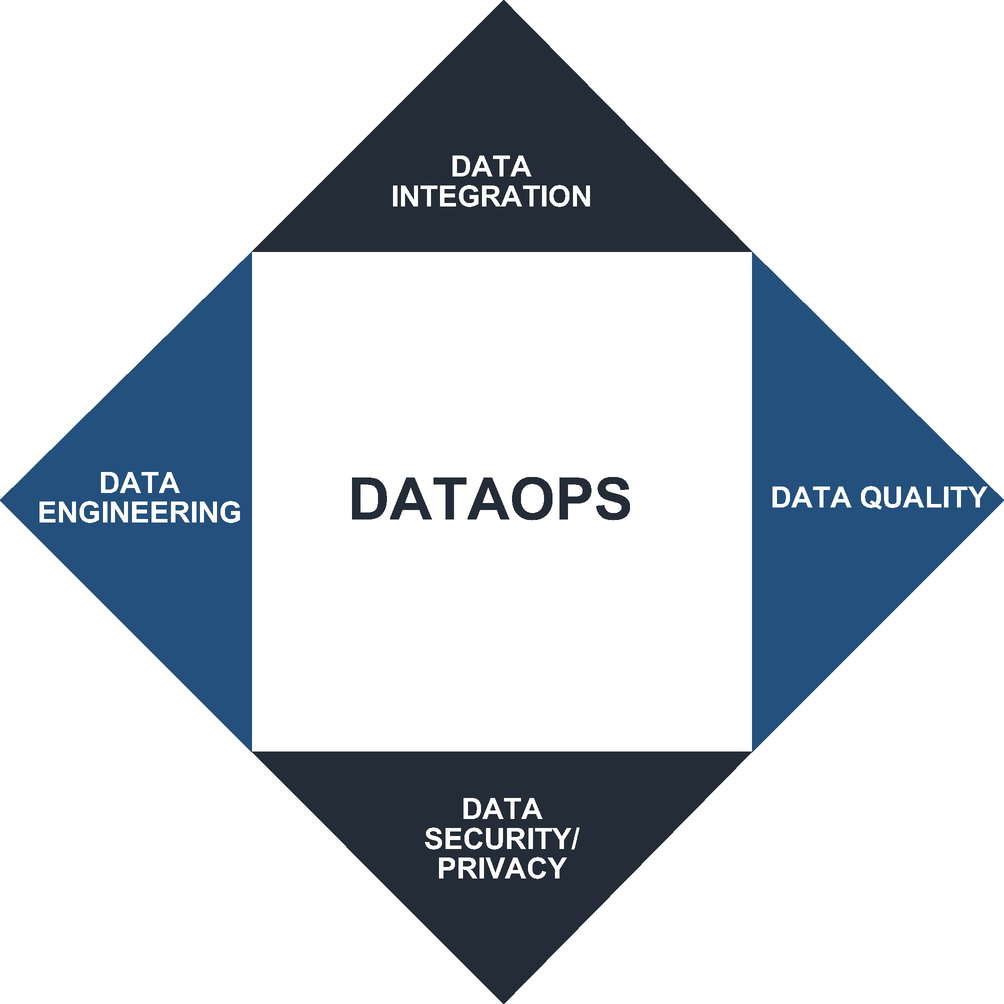 DATA
INTEGRATION
DATA
ENGINEERING
DATAOPS
DATA QUALITY
DATA
SECURITY/
PRIVACY